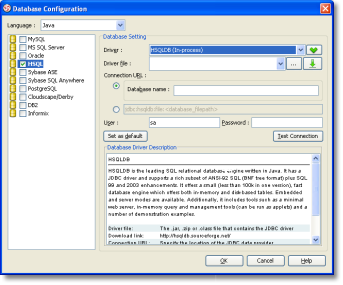 Database Configuration
Language : Java
MySQL
MS SQL Server
Oracle
HSQL
Sybase ASE
Sybase SQL Anywhere
PostgreSQL
Cloudscape/Derby
DB2
Informix
Database Setting
Driver : HSQLDB (In-process)
Driver file :
...
Connection URL :
Database name :
jdbc:hsqldb:file:<database_filepath>
User : sa Password :
Set as default Test Connection
Database Driver Description
HSQLDB
HSQLDB is the leading SQL relational database engine written in Java. It has a
JDBC driver and supports a rich subset of ANSI-92 SQL (BNF tree format) plus SQL
99 and 2003 enhancements. It offers a small (less than 100k in one version), fast
database engine which offers both in memory and disk based tables. Embedded
and server modes are available. Additionally, it includes tools such as a minimal
web server, in-memory query and management tools (can be run as applets) and a
number of demonstration examples.
Driver file: The .jar, .zip or .class file that contains the JDBC driver
Download link: http://hsqldb.sourceforge.net/
Connection URL: Specify the location of the JDBC data provider
OK Cancel Help